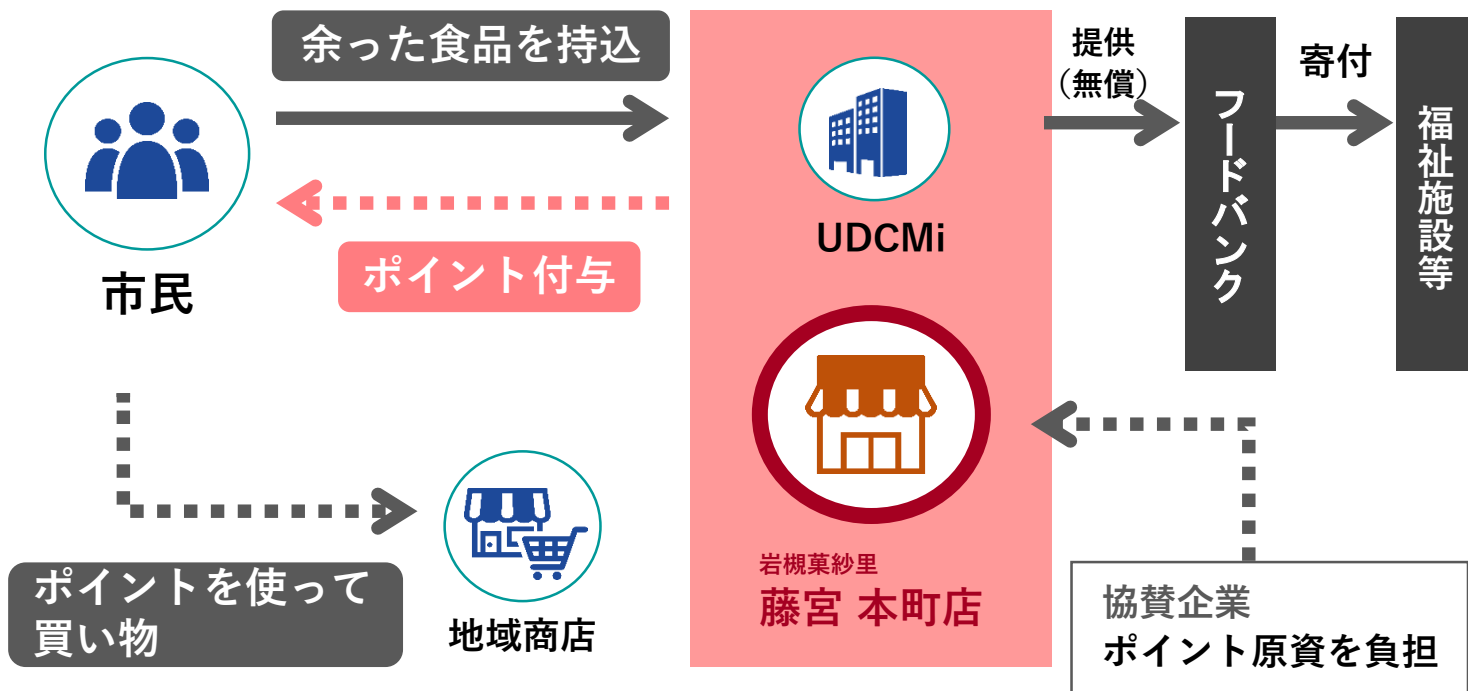 余った食品を持込
提供
（無償）
寄付
フードバンク
福祉施設等
UDCMi
市民
ポイント付与
岩槻菓紗里
藤宮 本町店
ポイントを使って
買い物
地域商店
協賛企業
ポイント原資を負担